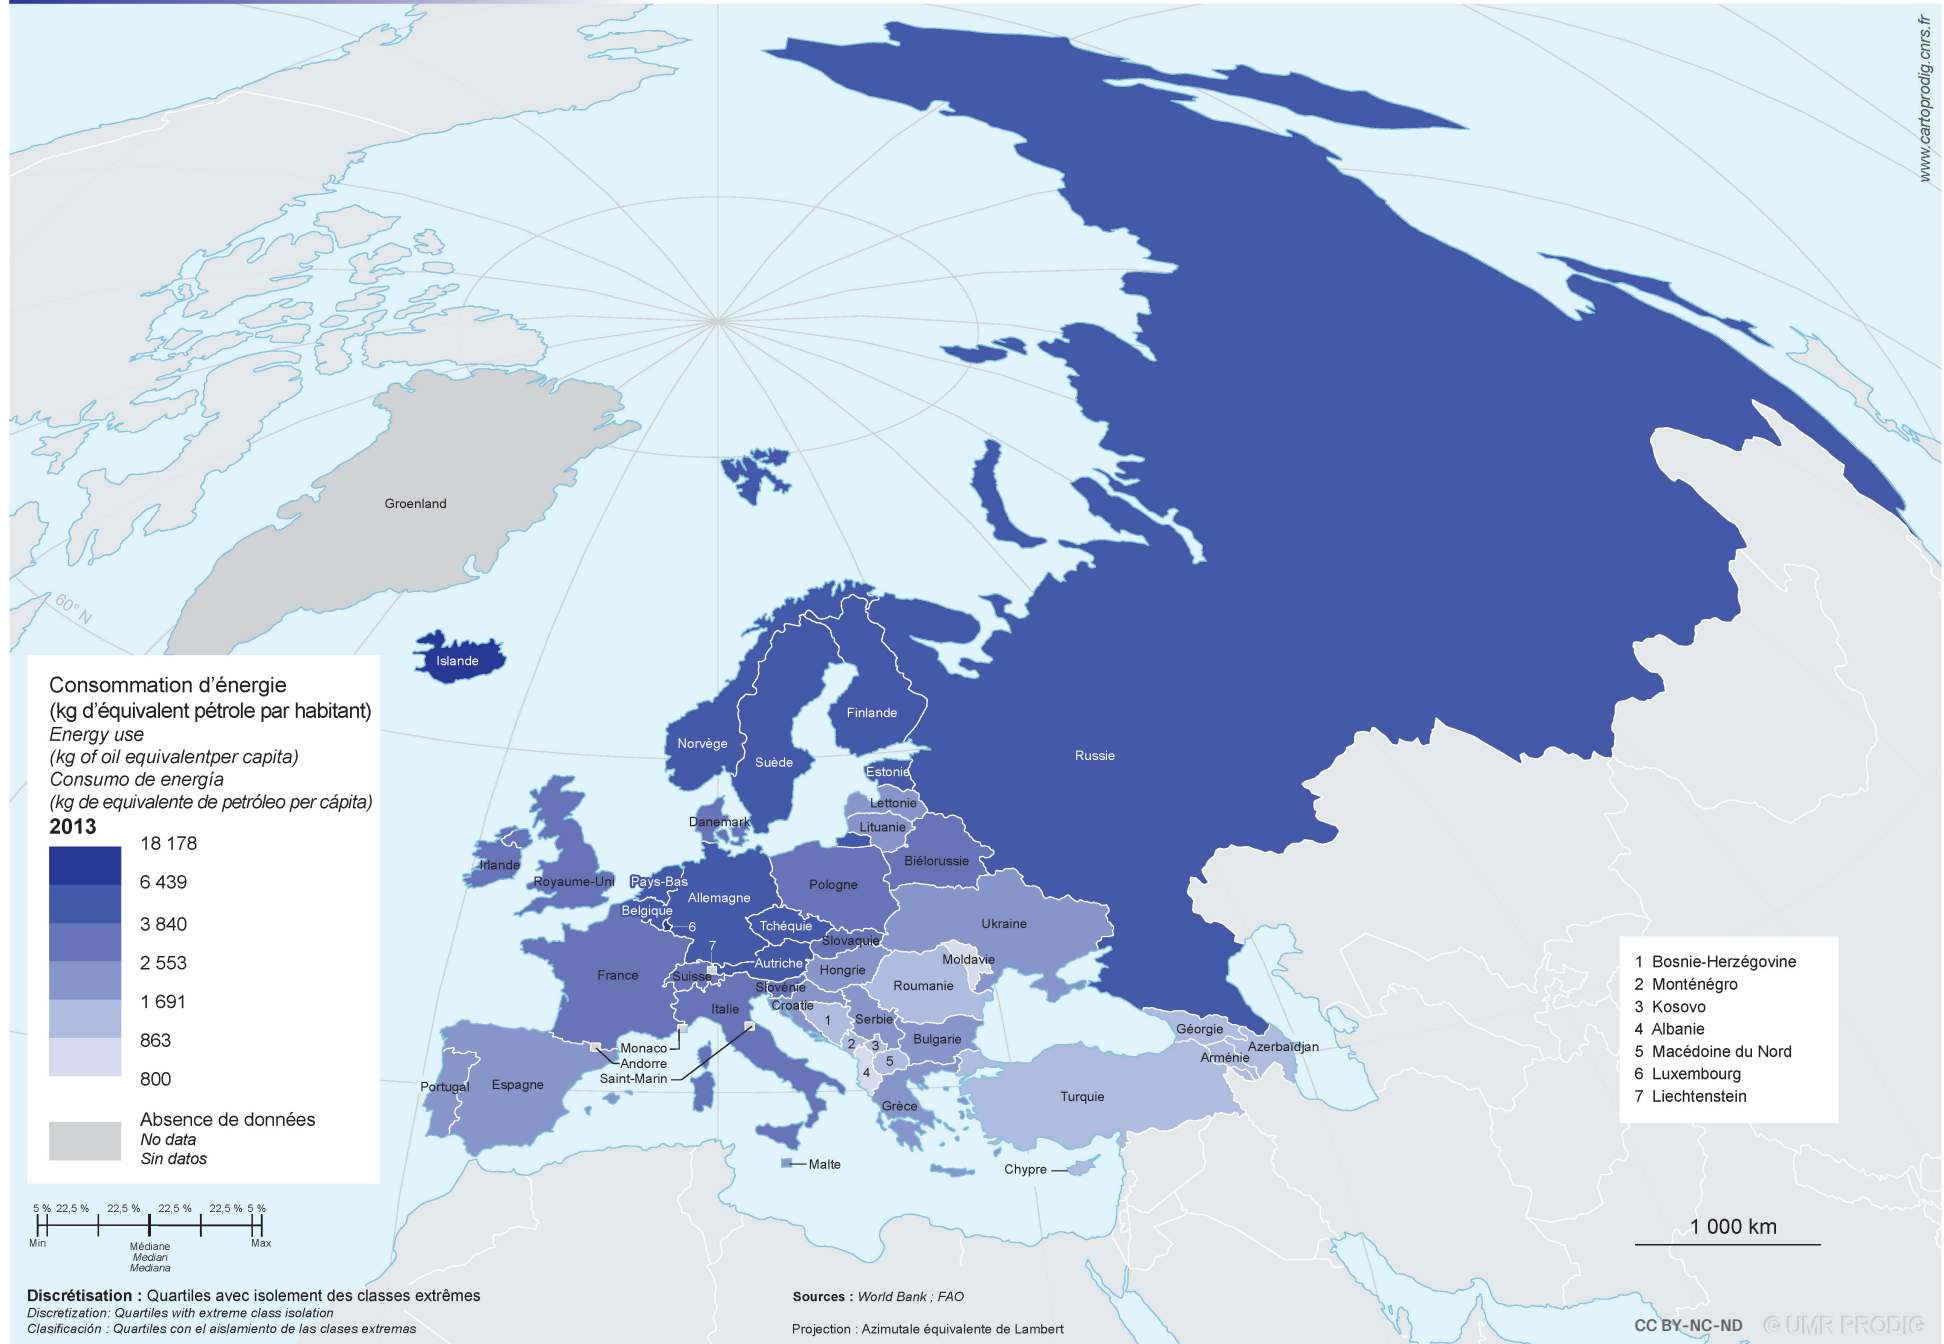 www.cartoprodig.cnrs.fr
Groenland
60° N
Islande
Consommation d'énergie
(kg d'équivalent pétrole par habitant)
Energy use
(kg of oil equivalentper capita)
Consumo de energía
(kg de equivalente de petróleo per cápita)
2013
18 178
6 439
3 840
2 553
1 691
863
800
Absence de données
No data
Sin datos
Norvège
Suède
Finlande
Russie
Estonie
Lettonie
Lituanie
Danemark
Irlande
Royaume-Uni
Pays-Bas
Allemagne
Pologne
Biélorussie
Belgique
6
Tchéquie
Ukraine
7
Slovaquie
France
Suisse
Autriche
Hongrie
Moldavie
Roumanie
Slovénie
Italie
Croatie
1
Serbie
Bulgarie
Géorgie
Azerbaïdjan
Arménie
Monaco
Andorre
Saint-Marin
2
3
4
5
Portugal
Espagne
Grèce
Turquie
Malte
Chypre
1 Bosnie-Herzégovine
2 Monténégro
3 Kosovo
4 Albanie
5 Macédoine du Nord
6 Luxembourg
7 Liechtenstein
5 % 22,5 % 22,5 % 22,5 % 22,5 % 5 %
Min
Médiane
Median
Mediana
Max
1 000 km
Discrétisation : Quartiles avec isolement des classes extrêmes
Discretization: Quartiles with extreme class isolation
Clasificación : Quartiles con el aislamiento de las clases extremas
Sources : World Bank ; FAO
Projection : Azimutale équivalente de Lambert
CC BY-NC-ND
© UMR PRODIG